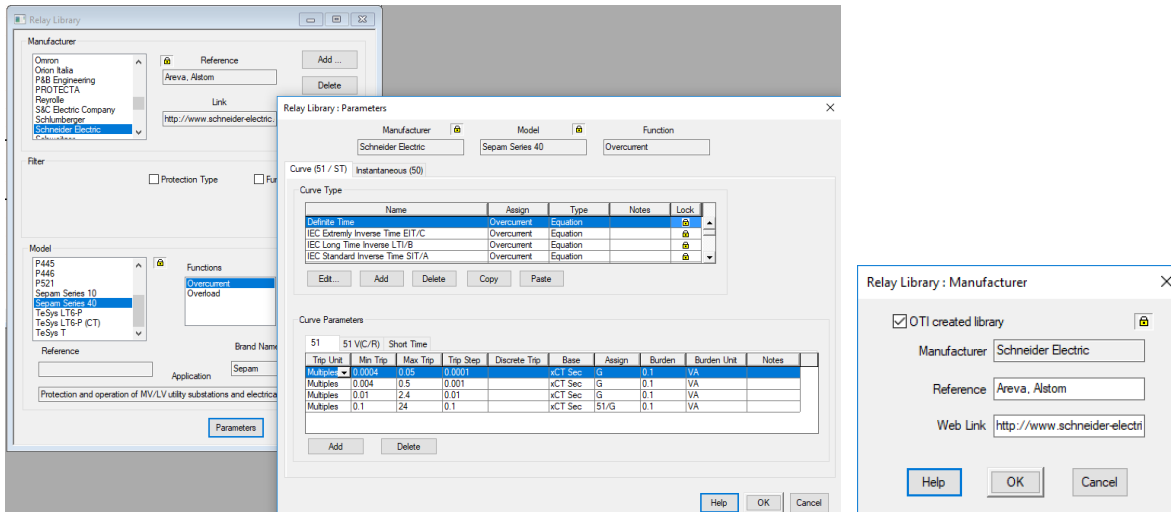 Relay Library
Manufacturer
Omron
Orion Italia
P&B Engineering
PROTECTA
Reyrolle
S&C Electric Company
Schlumberger
Schneider Electric
Reference
Areva, Alstom
Link
http://www.schneider-electric.
Add ...
Delete
Filter
Protection Type
Fu
Model
P445
P446
P521
Sepam Series 10
Sepam Series 40
TeSys LT6-P
TeSys LT6-P (CT)
TeSys T
Functions
Overcurrent
Overload
Reference
Brand Name
Sepam
Application
Protection and operation of MV/LV utility substations and electrica
Parameters
Relay Library : Parameters
Manufacturer Model Function
Schneider Electric Sepam Series 40 Overcurrent
Curve (51 / ST) Instantaneous (50)
Curve Type
Name Assign Type Notes Lock
Definite Time Overcurrent Equation
IEC Extremly Inverse Time EIT/C Overcurrent Equation
IEC Long Time Inverse LTI/B Overcurrent Equation
IEC Standard Inverse Time SIT/A Overcurrent Equation
Edit... Add Delete Copy Paste
Curve Parameters
51 51 V(C/R) Short Time
Trip Unit Min Trip Max Trip Trip Step Discrete Trip Base Assign Burden Burden Unit Notes
Multiples 0.0004 0.05 0.0001 xCT Sec G 0.1 VA
Multiples 0.004 0.5 0.001 xCT Sec G 0.1 VA
Multiples 0.01 2.4 0.01 xCT Sec G 0.1 VA
Multiples 0.1 24 0.1 xCT Sec 51/G 0.1 VA
Add Delete
Help OK Cancel
Relay Library : Manufacturer
OTI created library
Manufacturer Schneider Electric
Reference Areva, Alstom
Web Link http://www.schneider-electri
Help OK Cancel